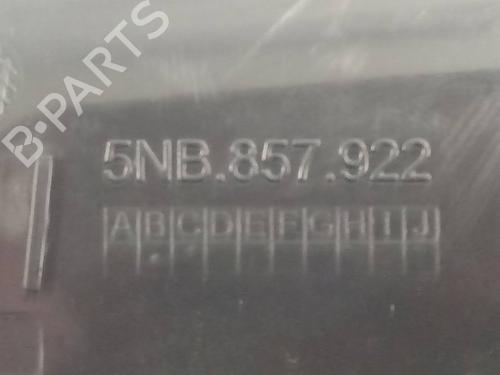 B-PARTS
5NB.857.922
A B C D E F G H I J